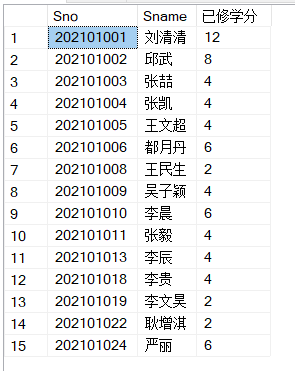 Sno Sname 已修学分
1 202101001 刘清清 12
2 202101002 邱武 8
3 202101003 张喆 4
4 202101004 张凯 4
5 202101005 王文超 4
6 202101006 都月丹 6
7 202101008 王民生 2
8 202101009 吴子颖 4
9 202101010 李晨 6
10 202101011 张毅 4
11 202101013 李辰 4
12 202101018 李贵 4
13 202101019 李文昊 2
14 202101022 耿增淇 2
15 202101024 严丽 6